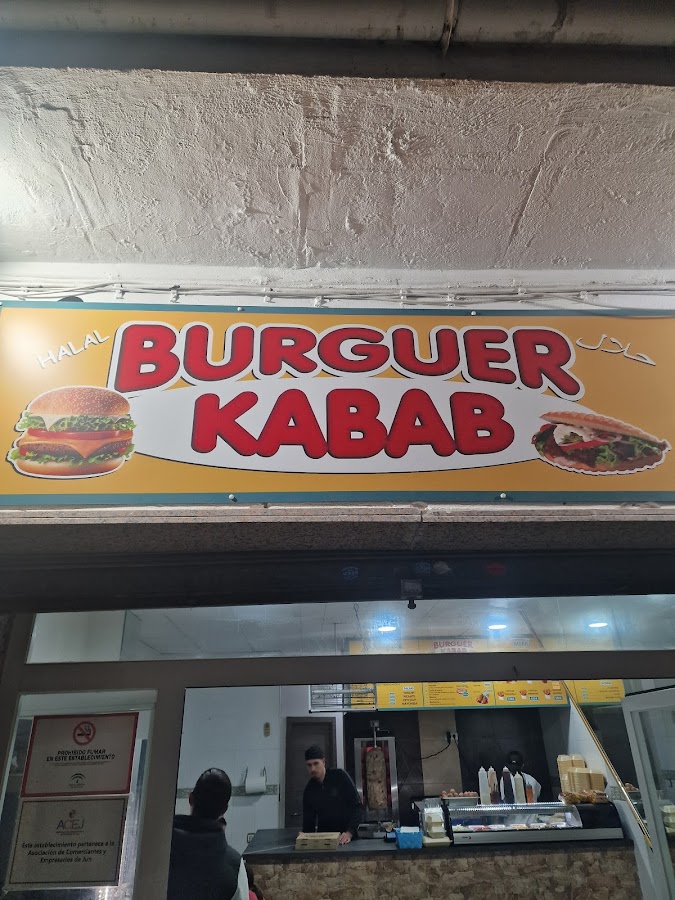 HALAL
BURGUER
KABAB
حلال
BURGUER
KABAB
PROHIBIDO FUMAR
EN ESTE ESTABLECIMIENTO
ACEJ
Este establecimiento pertenece a la
Asociación de Comerciantes y
Empresarios de Jun